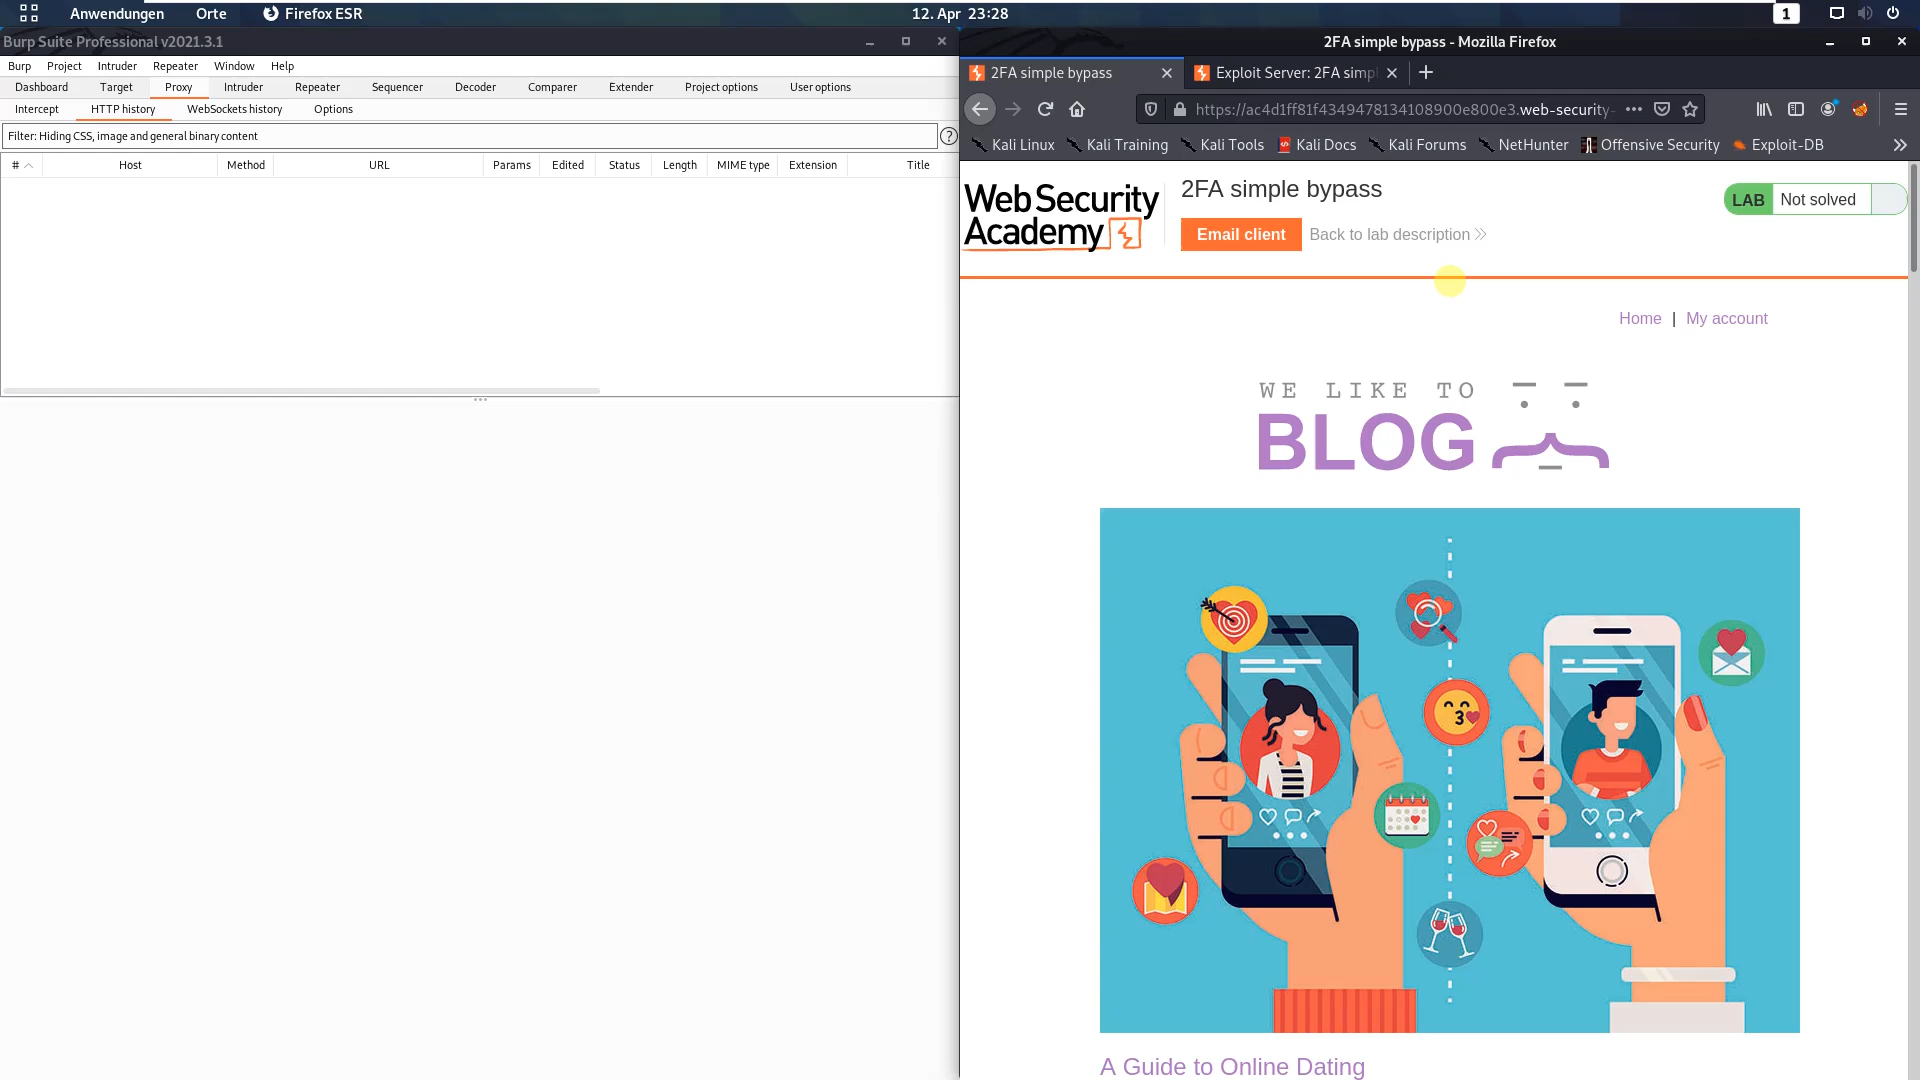 Anwendungen Orte Firefox ESR 12. Apr 23:28 1
Burp Suite Professional v2021.3.1
Burp Project Intruder Repeater Window Help
Dashboard Target Proxy Intruder Repeater Sequencer Decoder Comparer Extender Project options User options
Intercept HTTP history WebSockets history Options
Filter: Hiding CSS, image and general binary content ?
# Host Method URL Params Edited Status Length MIME type Extension Title
2FA simple bypass - Mozilla Firefox
2FA simple bypass Exploit Server: 2FA simpl
https://ac4d1ff81f4349478134108900e800e3.web-security-
Kali Linux Kali Training Kali Tools Kali Docs Kali Forums NetHunter Offensive Security Exploit-DB
Web Security Academy
2FA simple bypass
LAB Not solved
Email client Back to lab description
Home | My account
WE LIKE TO
BLOG
A Guide to Online Dating